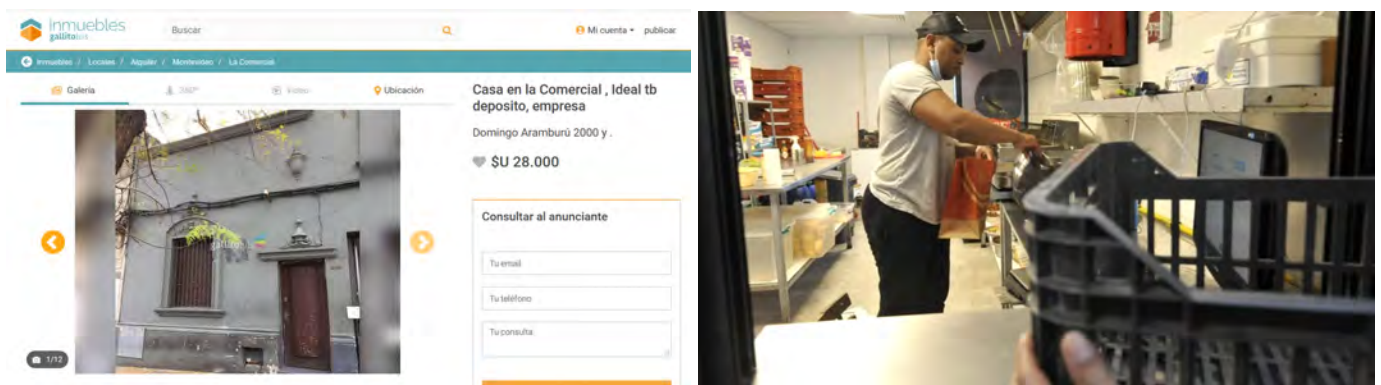 inmuebles
gallito.com
Buscar
Mi cuenta
publicar
Inmuebles / Locales / Alquiler / Montevideo / La Comercial
Galería
360º
Video
Ubicación
Casa en la Comercial , Ideal tb
deposito, empresa
Domingo Aramburú 2000 y .
$U 28.000
Consultar al anunciante
Tu email
Tu teléfono
Tu consulta
1/12